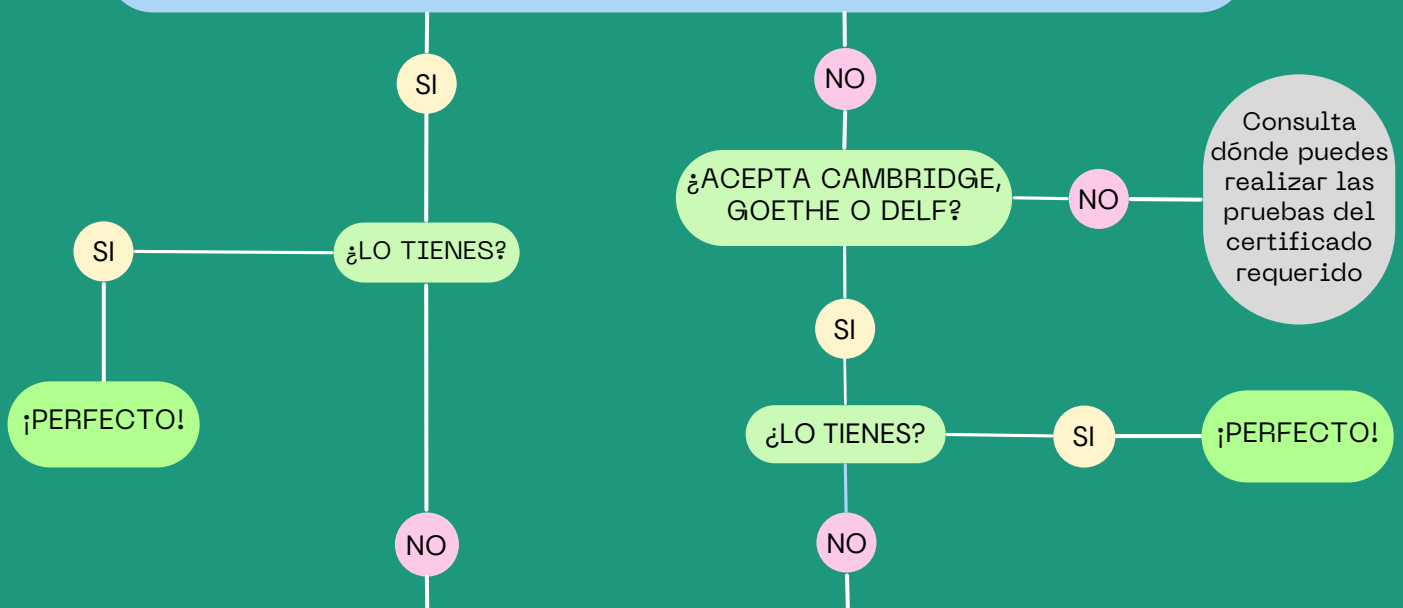 SI
NO
¿ACEPTA CAMBRIDGE,
GOETHE O DELF?
NO
Consulta
dónde puedes
realizar las
pruebas del
certificado
requerido
SI
¿LO TIENES?
SI
¡PERFECTO!
¿LO TIENES?
SI
¡PERFECTO!
NO
NO